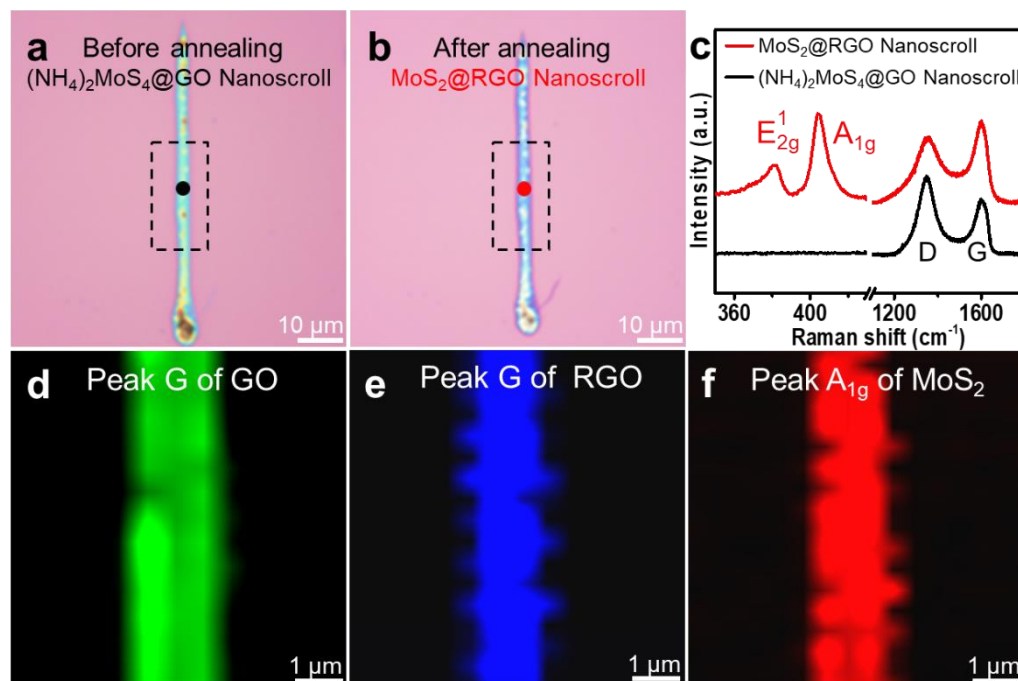 a
Before annealing
(NH₄)₂MoS₄@GO Nanoscroll
10 μm
b
After annealing
MoS₂@RGO Nanoscroll
10 μm
c
MoS₂@RGO Nanoscroll
(NH₄)₂MoS₄@GO Nanoscroll
E¹₂g
A₁g
D
G
Intensity (a.u.)
360 400 1200 1600
Raman shift (cm⁻¹)
d
Peak G of GO
1 μm
e
Peak G of RGO
1 μm
f
Peak A₁g of MoS₂
1 μm